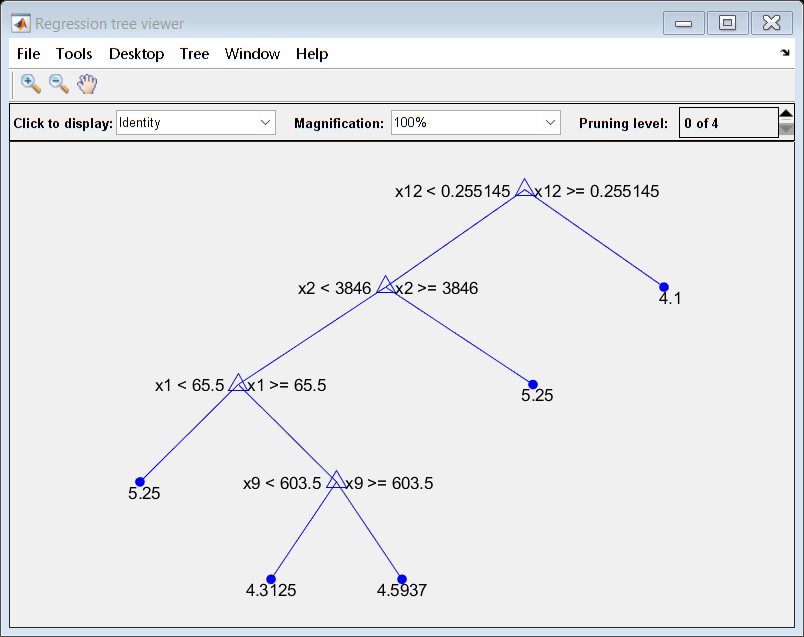 Regression tree viewer
File Tools Desktop Tree Window Help
Click to display: Identity Magnification: 100% Pruning level: 0 of 4
x12 < 0.255145 x12 >= 0.255145
x2 < 3846 x2 >= 3846
4.1
x1 < 65.5 x1 >= 65.5
5.25
x9 < 603.5 x9 >= 603.5
5.25
4.3125 4.5937